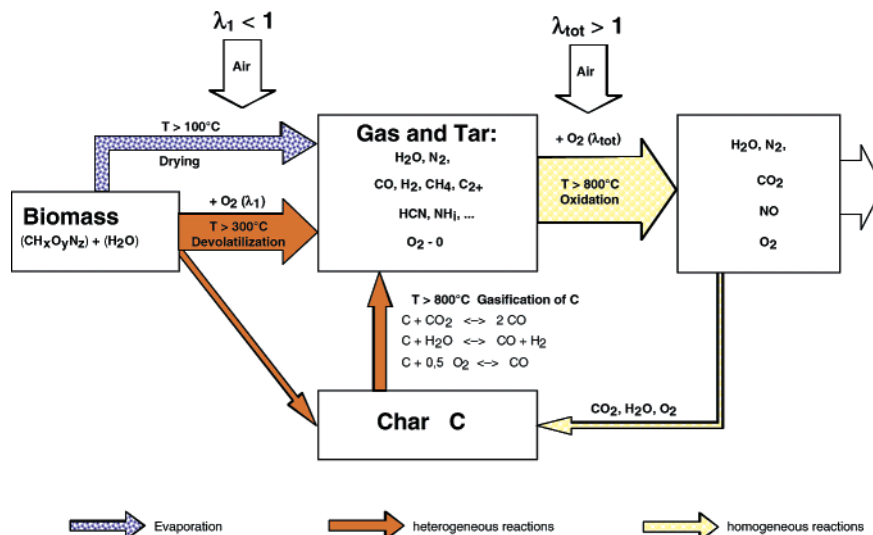 λ₁ < 1
λtot > 1
Air
Air
T > 100°C
Drying
Gas and Tar:
H₂O, N₂,
CO, H₂, CH₄, C₂₊
HCN, NHᵢ, ...
O₂ - 0
+ O₂ (λtot)
T > 800°C
Oxidation
H₂O, N₂,
CO₂
NO
O₂
Biomass
(CHₓOyNz) + (H₂O)
+ O₂ (λ₁)
T > 300°C
Devolatilization
T > 800°C Gasification of C
C + CO₂ <-> 2 CO
C + H₂O <-> CO + H₂
C + 0,5 O₂ <-> CO
Char C
CO₂, H₂O, O₂
Evaporation
heterogeneous reactions
homogeneous reactions